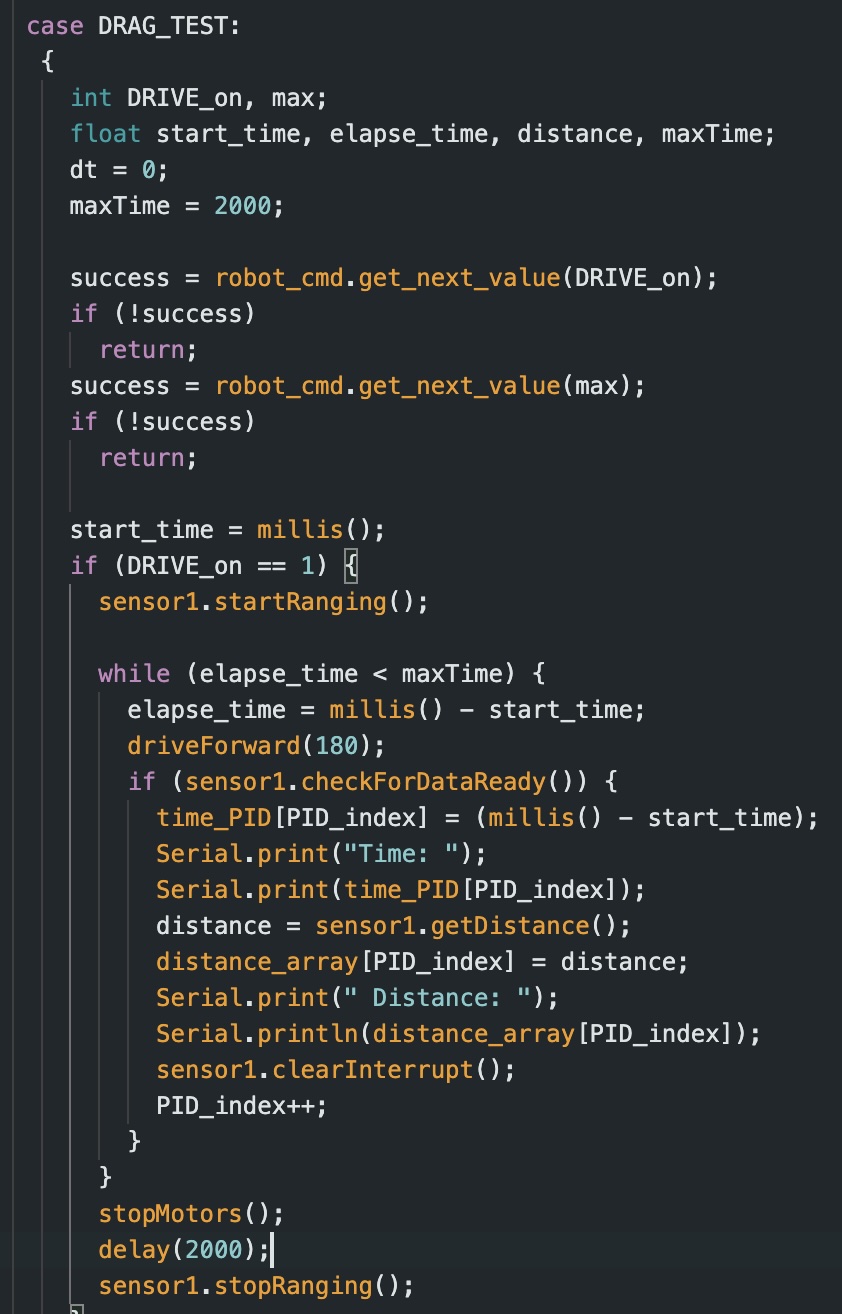 case DRAG_TEST:
{
int DRIVE_on, max;
float start_time, elapse_time, distance, maxTime;
dt = 0;
maxTime = 2000;
success = robot_cmd.get_next_value(DRIVE_on);
if (!success)
return;
success = robot_cmd.get_next_value(max);
if (!success)
return;
start_time = millis();
if (DRIVE_on == 1) {
sensor1.startRanging();
while (elapse_time < maxTime) {
elapse_time = millis() - start_time;
driveForward(180);
if (sensor1.checkForDataReady()) {
time_PID[PID_index] = (millis() - start_time);
Serial.print("Time: ");
Serial.print(time_PID[PID_index]);
distance = sensor1.getDistance();
distance_array[PID_index] = distance;
Serial.print(" Distance: ");
Serial.println(distance_array[PID_index]);
sensor1.clearInterrupt();
PID_index++;
}
}
stopMotors();
delay(2000);
sensor1.stopRanging();
}